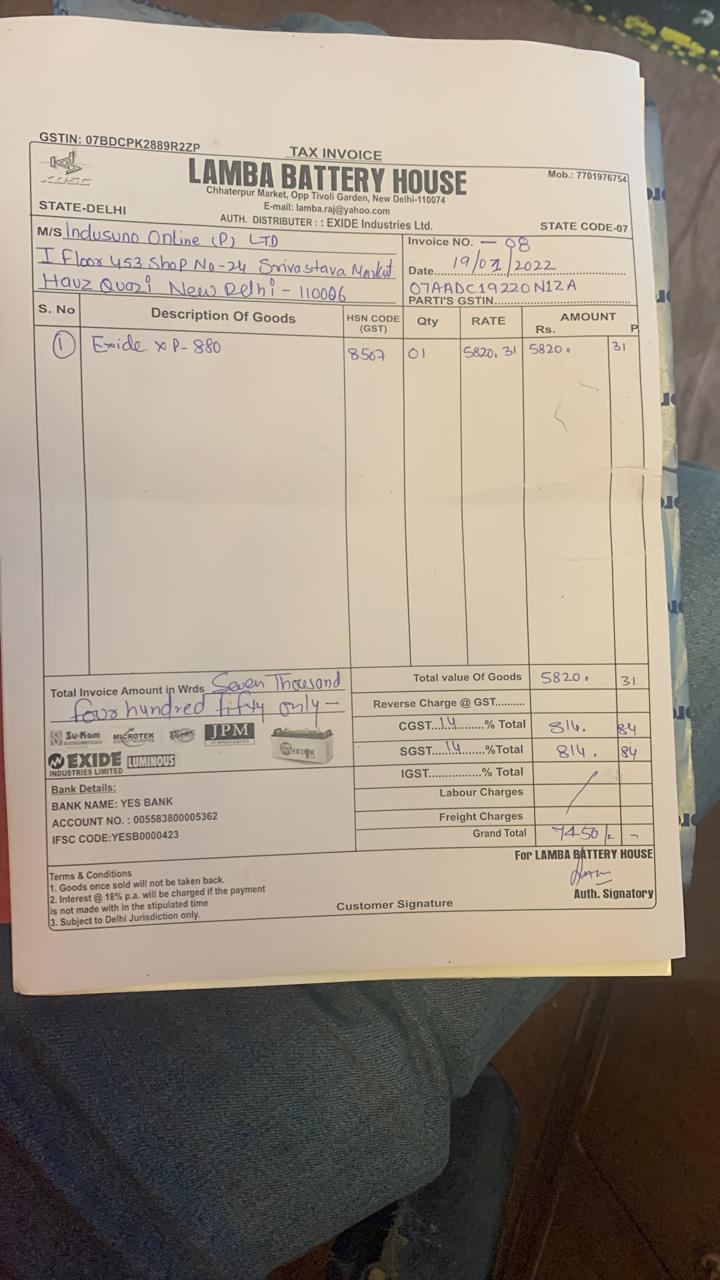 GSTIN: 07BDCPK2889R2ZP
TAX INVOICE
LAMBA BATTERY HOUSE
Mob.: 7701976754
Chhaterpur Market, Opp Tivoli Garden, New Delhi-110074
E-mail: lamba.raj@yahoo.com
STATE-DELHI
AUTH. DISTRIBUTER : : EXIDE Industries Ltd.
STATE CODE-07
M/S Indusuno Online (P) LTD
I Floor 453 Shop No-24 Srivastava Market
Hauz Quazi New Delhi - 110006
Invoice NO. - 08
Date 19/01/2022
07AADC19220N1ZA
PARTI'S GSTIN
S. No Description Of Goods HSN CODE (GST) Qty RATE AMOUNT Rs. P
1 Exide XP-880 8507 01 5820.31 5820. 31
Total Invoice Amount in Wrds Seven Thousand
four hundred fifty only -
Total value Of Goods 5820. 31
Reverse Charge @ GST..........
CGST 14 % Total 814. 84
SGST 14 %Total 814. 84
IGST...............% Total
Labour Charges
Freight Charges
Grand Total 7450/- -
Su-Kam MICROTEK JPM
EXIDE INDUSTRIES LIMITED LUMINOUS
Bank Details:
BANK NAME: YES BANK
ACCOUNT NO. : 005583800005362
IFSC CODE:YESB0000423
For LAMBA BATTERY HOUSE
Auth. Signatory
Terms & Conditions
1. Goods once sold will not be taken back.
2. Interest @ 18% p.a. will be charged if the payment
is not made with in the stipulated time
3. Subject to Delhi Jurisdiction only.
Customer Signature